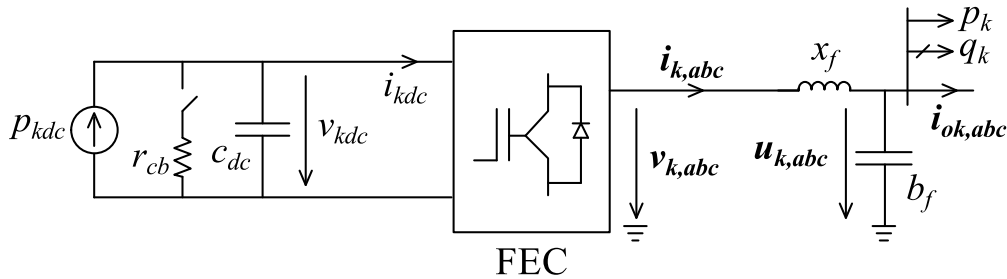 p_kdc
r_cb
c_dc
v_kdc
i_kdc
FEC
i_k,abc
v_k,abc
x_f
u_k,abc
b_f
p_k
q_k
i_ok,abc